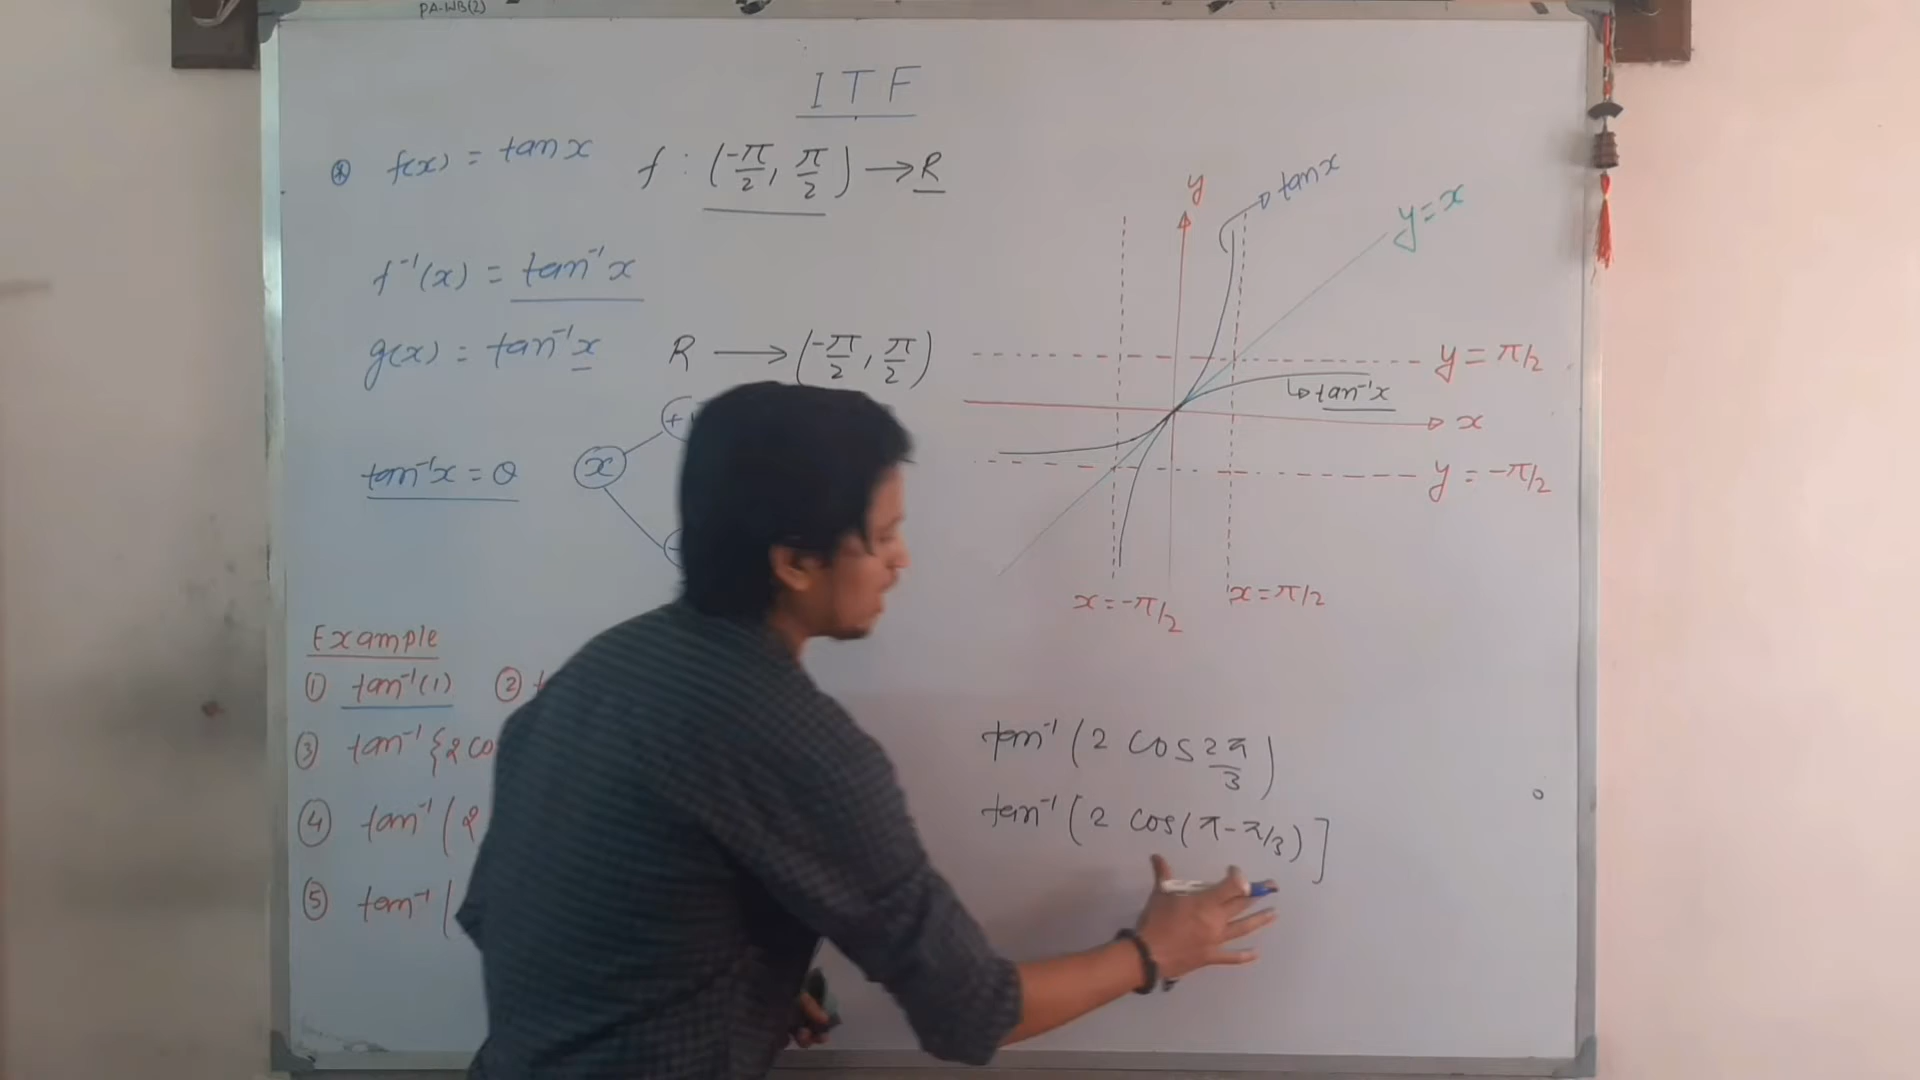 PA-WB(2)
ITF
⊛ f(x) = tan x f : (-π/2, π/2) → R
f⁻¹(x) = tan⁻¹x
g(x) = tan⁻¹x R → (-π/2, π/2)
tan⁻¹x = θ x +
-
Example
① tan⁻¹(1) ②
③ tan⁻¹{2 co
④ tan⁻¹(2
⑤ tan⁻¹(
y
tan x
y = x
y = π/2
tan⁻¹x
x
y = -π/2
x = -π/2 x = π/2
tan⁻¹(2 cos 2π/3)
tan⁻¹(2 cos(π - π/3)]